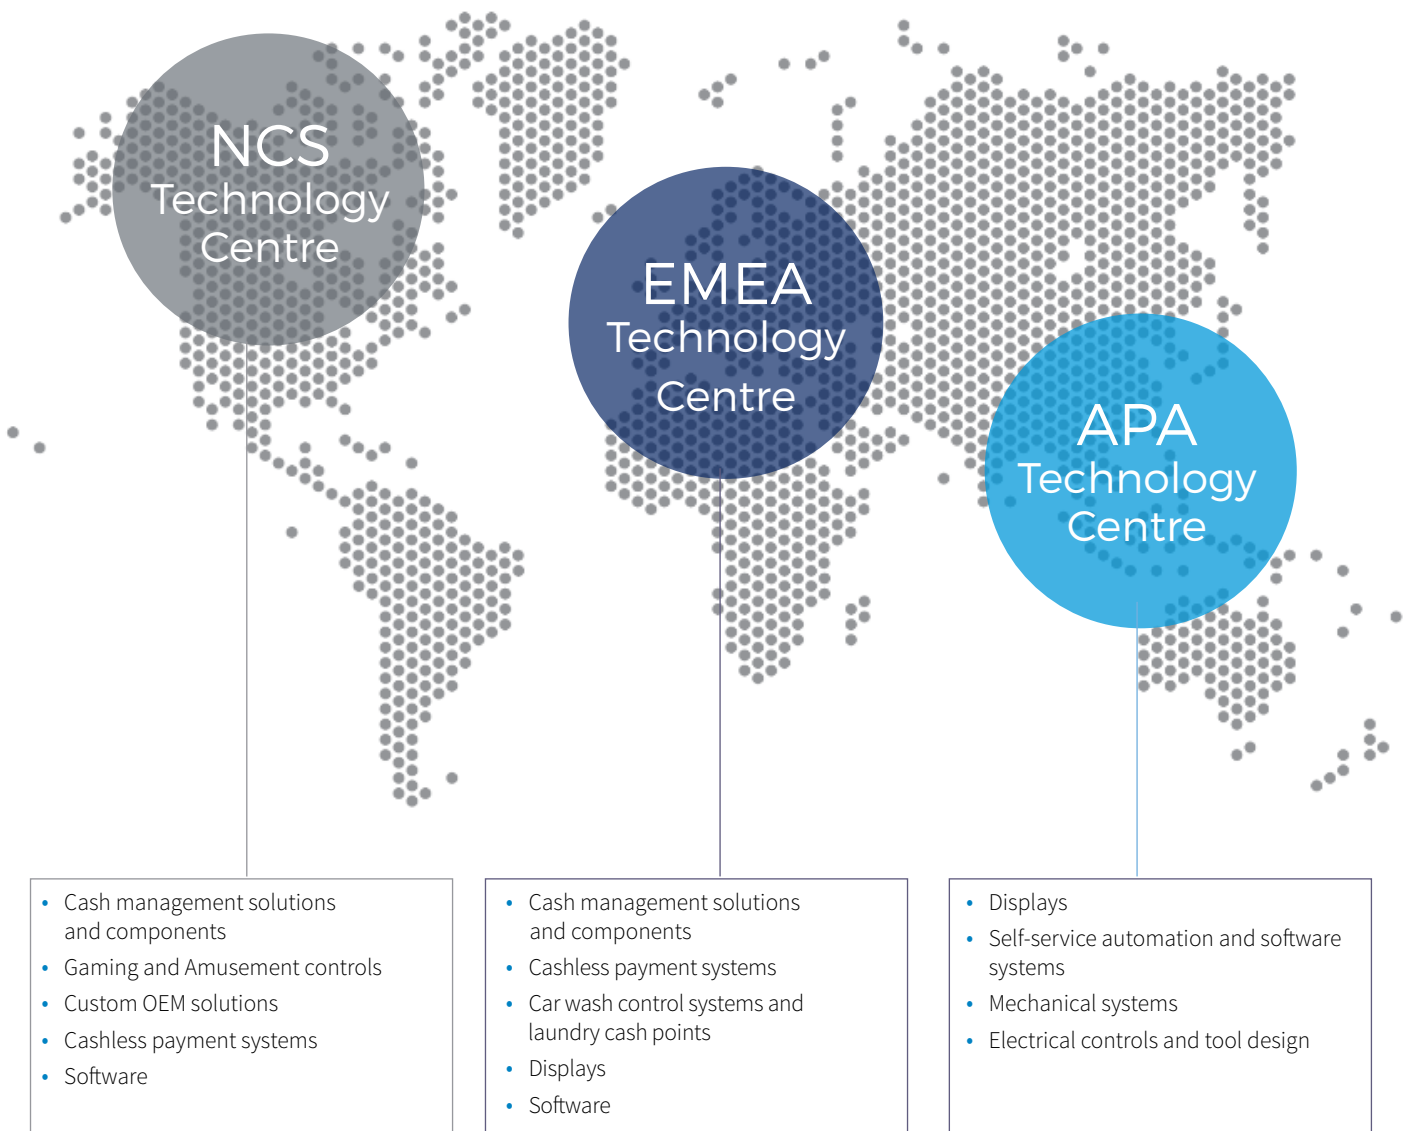 NCS
Technology
Centre
EMEA
Technology
Centre
APA
Technology
Centre
• Cash management solutions
and components
• Gaming and Amusement controls
• Custom OEM solutions
• Cashless payment systems
• Software
• Cash management solutions
and components
• Cashless payment systems
• Car wash control systems and
laundry cash points
• Displays
• Software
• Displays
• Self-service automation and software
systems
• Mechanical systems
• Electrical controls and tool design